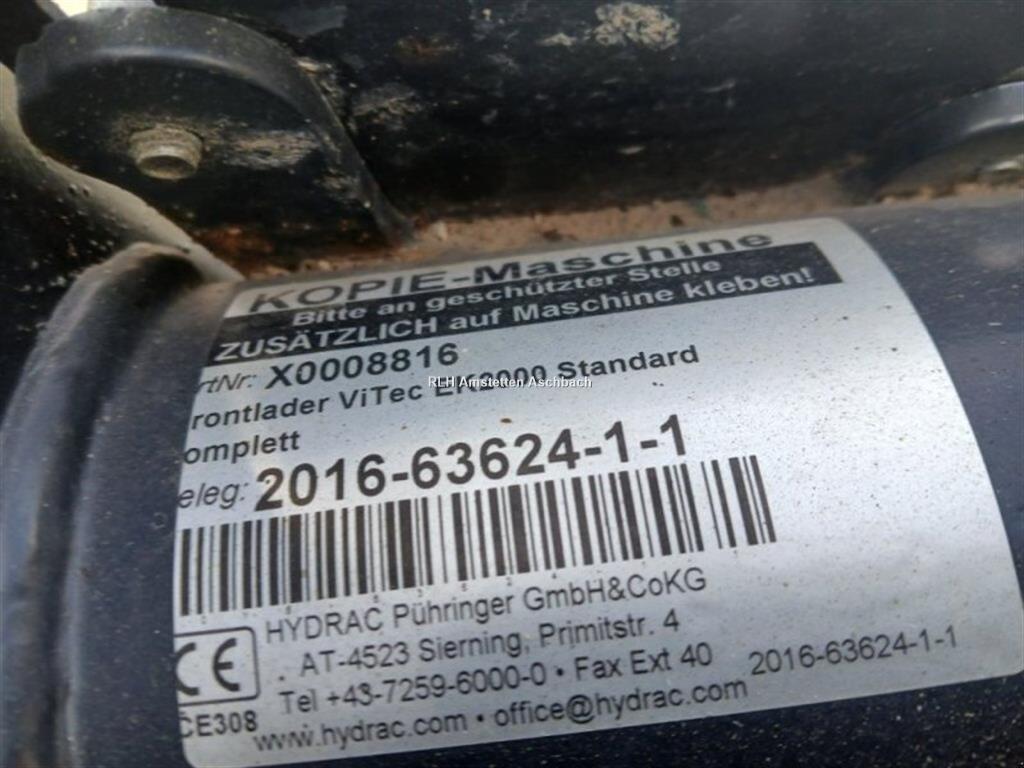 KOPIE-Maschine
Bitte an geschützter Stelle
ZUSÄTZLICH auf Maschine kleben!
rtNr: X0008816
rontlader ViTec EK2000 Standard
RLH Amstetten Aschbach
omplett
eleg: 2016-63624-1-1
HYDRAC Pühringer GmbH&CoKG
. AT-4523 Sierning, Primitstr. 4
Tel +43-7259-6000-0 • Fax Ext 40 2016-63624-1-1
www.hydrac.com • office@hydrac.com
CE
CE308